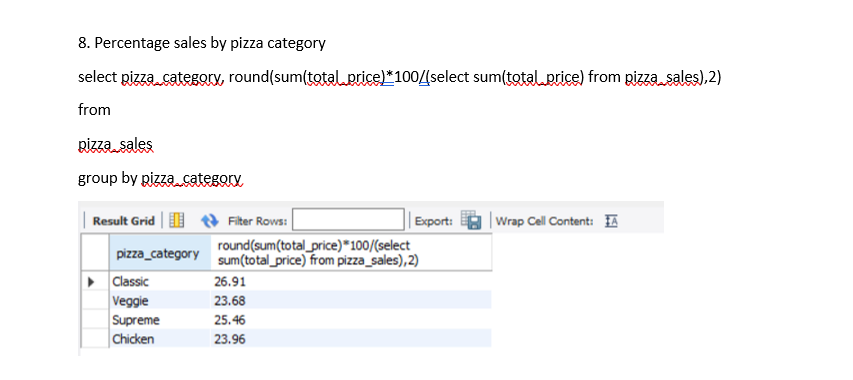 8. Percentage sales by pizza category
select pizza_category, round(sum(total_price)*100/(select sum(total_price) from pizza_sales),2)
from
pizza_sales
group by pizza_category
Result Grid Filter Rows: Export: Wrap Cell Content: IA
pizza_category round(sum(total_price)*100/(select
sum(total_price) from pizza_sales),2)
Classic 26.91
Veggie 23.68
Supreme 25.46
Chicken 23.96